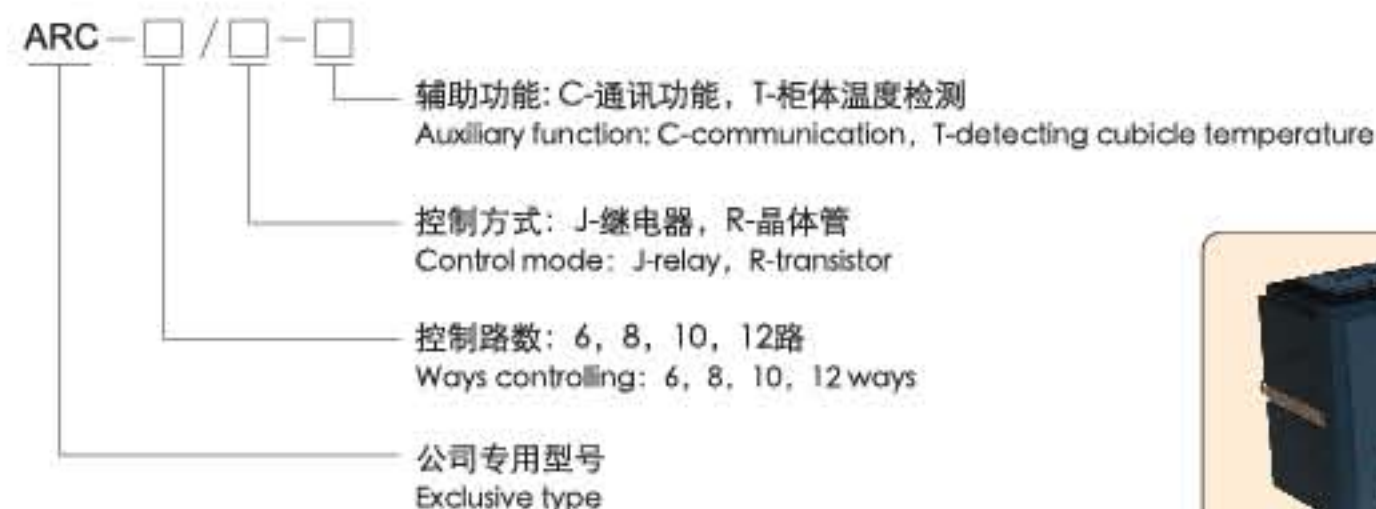 ARC-□/□-□
辅助功能: C-通讯功能，T-柜体温度检测
Auxiliary function: C-communication，T-detecting cubicle temperature
控制方式：J-继电器，R-晶体管
Control mode：J-relay，R-transistor
控制路数：6，8，10，12路
Ways controlling：6，8，10，12 ways
公司专用型号
Exclusive type